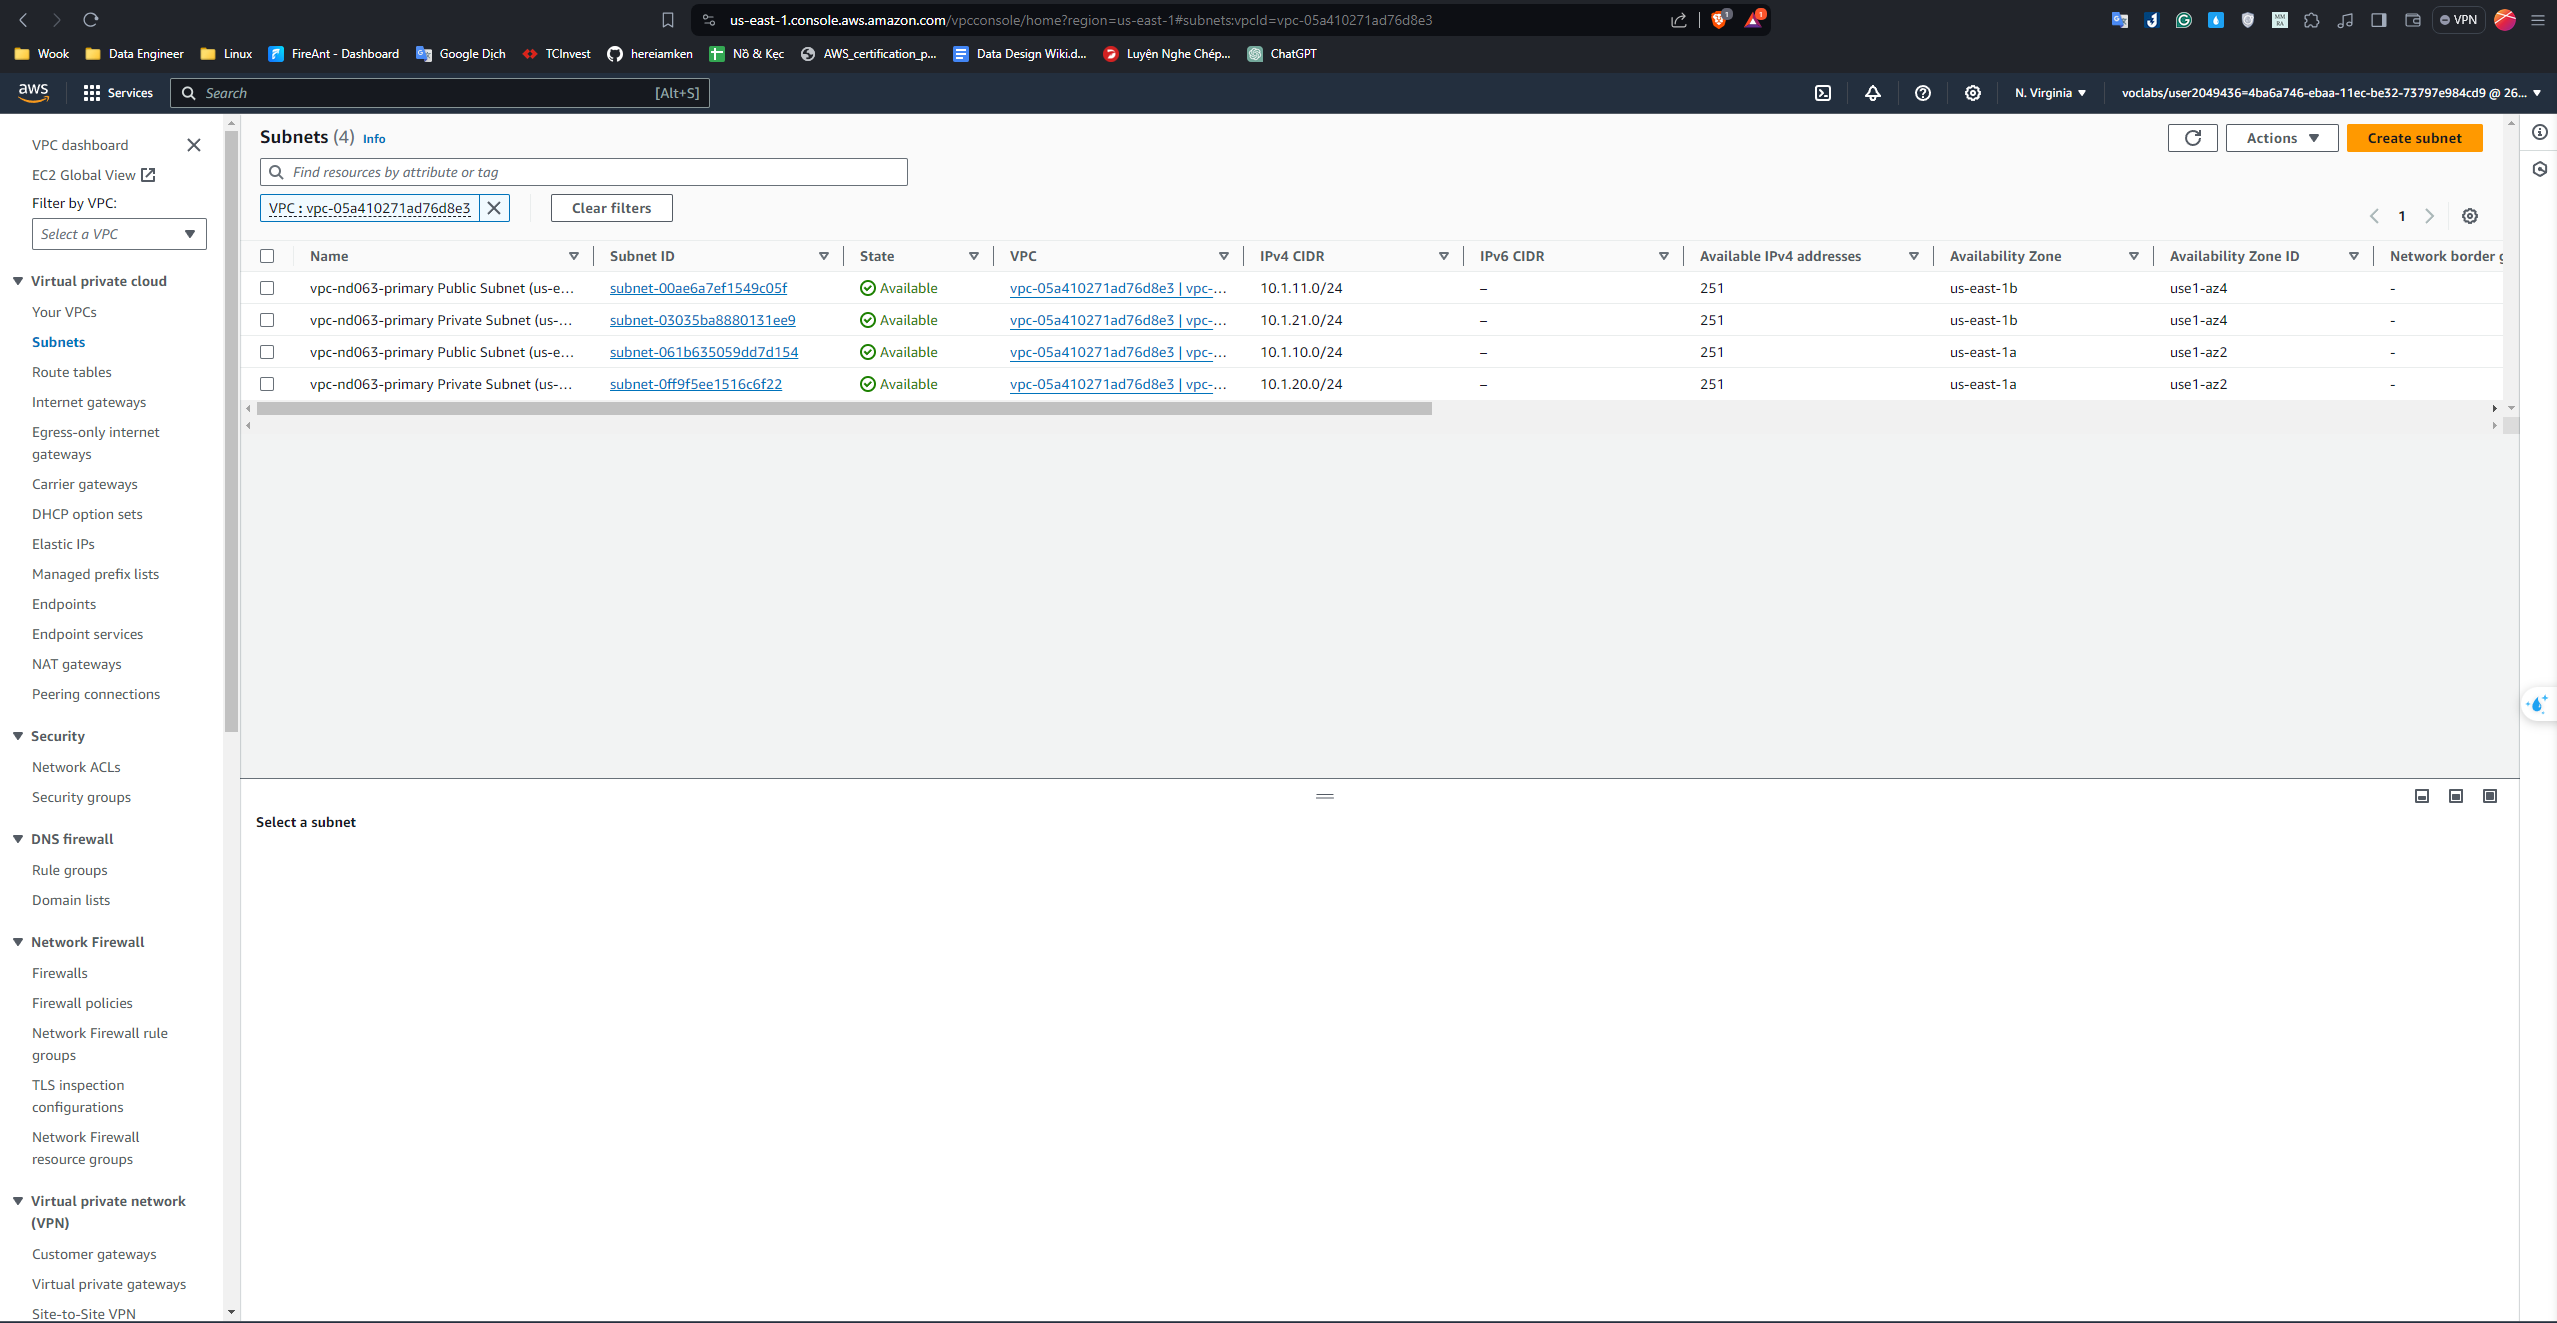 us-east-1.console.aws.amazon.com/vpcconsole/home?region=us-east-1#subnets:vpcId=vpc-05a410271ad76d8e3
1
1
VPN
Wook
Data Engineer
Linux
FireAnt - Dashboard
Google Dịch
TCInvest
hereiamken
Nồ & Kẹc
AWS_certification_p...
Data Design Wiki.d...
Luyện Nghe Chép...
ChatGPT
aws
Services
Search
[Alt+S]
N. Virginia
voclabs/user2049436=4ba6a746-ebaa-11ec-be32-73797e984cd9 @ 26...
VPC dashboard
EC2 Global View
Filter by VPC:
Select a VPC
Virtual private cloud
Your VPCs
Subnets
Route tables
Internet gateways
Egress-only internet
gateways
Carrier gateways
DHCP option sets
Elastic IPs
Managed prefix lists
Endpoints
Endpoint services
NAT gateways
Peering connections
Security
Network ACLs
Security groups
DNS firewall
Rule groups
Domain lists
Network Firewall
Firewalls
Firewall policies
Network Firewall rule
groups
TLS inspection
configurations
Network Firewall
resource groups
Virtual private network
(VPN)
Customer gateways
Virtual private gateways
Site-to-Site VPN
Subnets (4) Info
Actions
Create subnet
Find resources by attribute or tag
VPC : vpc-05a410271ad76d8e3
Clear filters
1
Name Subnet ID State VPC IPv4 CIDR IPv6 CIDR Available IPv4 addresses Availability Zone Availability Zone ID Network border g
vpc-nd063-primary Public Subnet (us-e... subnet-00ae6a7ef1549c05f Available vpc-05a410271ad76d8e3 | vpc-... 10.1.11.0/24 – 251 us-east-1b use1-az4 -
vpc-nd063-primary Private Subnet (us-... subnet-03035ba8880131ee9 Available vpc-05a410271ad76d8e3 | vpc-... 10.1.21.0/24 – 251 us-east-1b use1-az4 -
vpc-nd063-primary Public Subnet (us-e... subnet-061b635059dd7d154 Available vpc-05a410271ad76d8e3 | vpc-... 10.1.10.0/24 – 251 us-east-1a use1-az2 -
vpc-nd063-primary Private Subnet (us-... subnet-0ff9f5ee1516c6f22 Available vpc-05a410271ad76d8e3 | vpc-... 10.1.20.0/24 – 251 us-east-1a use1-az2 -
Select a subnet